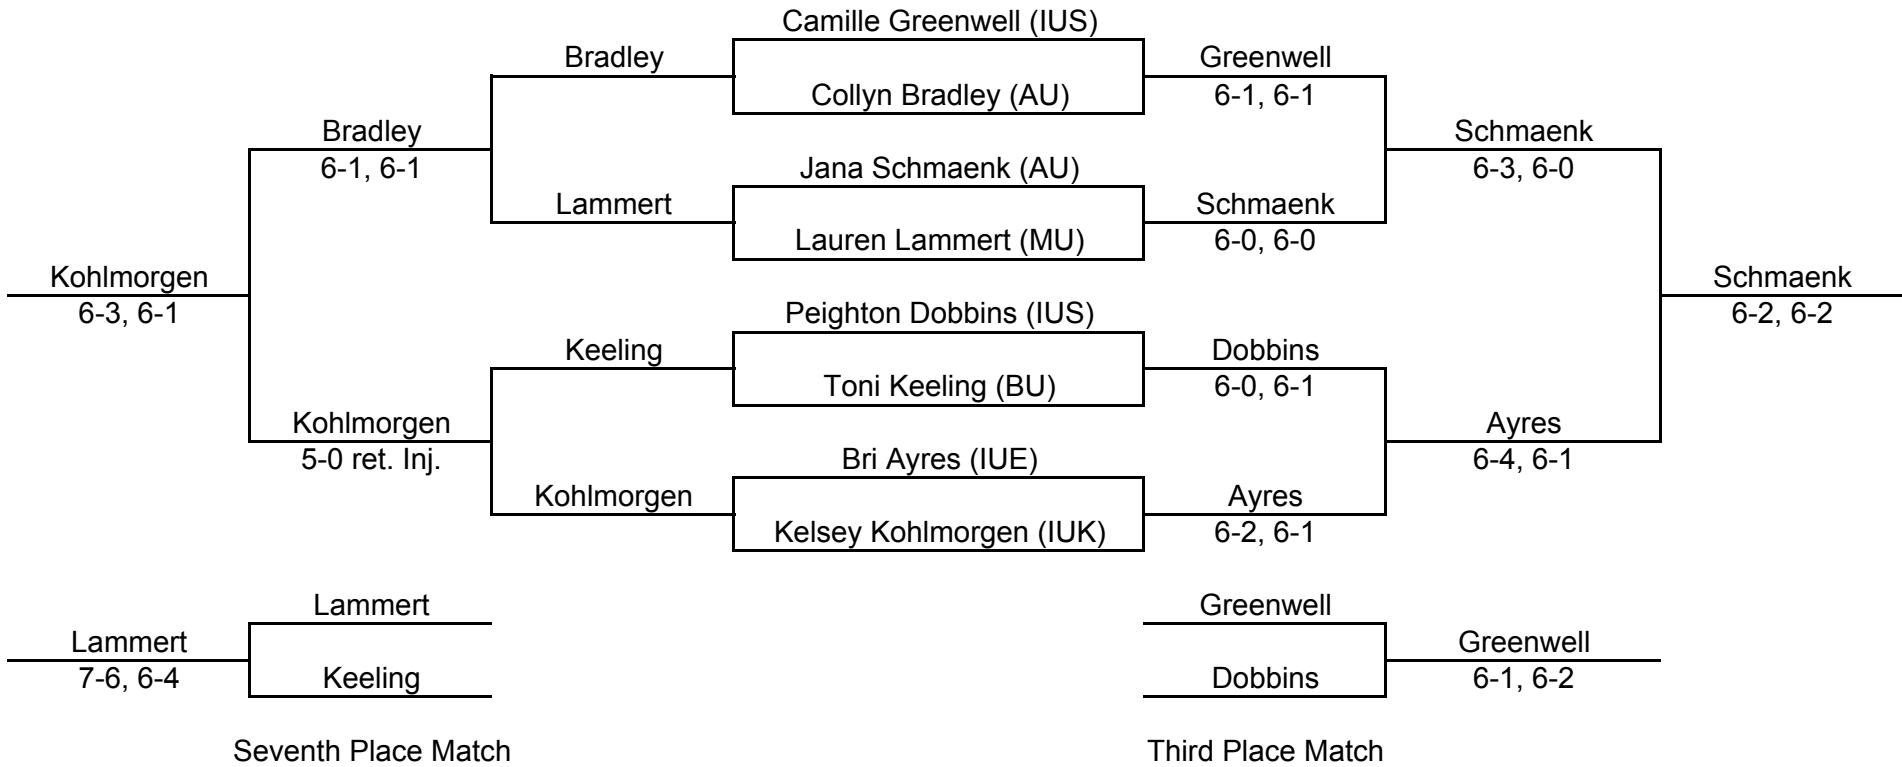 Camille Greenwell (IUS)
Bradley
Greenwell
Collyn Bradley (AU)
6-1, 6-1
Bradley
Schmaenk
6-1, 6-1
Jana Schmaenk (AU)
6-3, 6-0
Lammert
Schmaenk
Lauren Lammert (MU)
6-0, 6-0
Kohlmorgen
Schmaenk
6-3, 6-1
Peighton Dobbins (IUS)
6-2, 6-2
Keeling
Dobbins
Toni Keeling (BU)
6-0, 6-1
Kohlmorgen
Ayres
5-0 ret. Inj.
Bri Ayres (IUE)
6-4, 6-1
Kohlmorgen
Ayres
Kelsey Kohlmorgen (IUK)
6-2, 6-1
Lammert
Greenwell
Lammert
Greenwell
7-6, 6-4
Keeling
Dobbins
6-1, 6-2
Seventh Place Match
Third Place Match